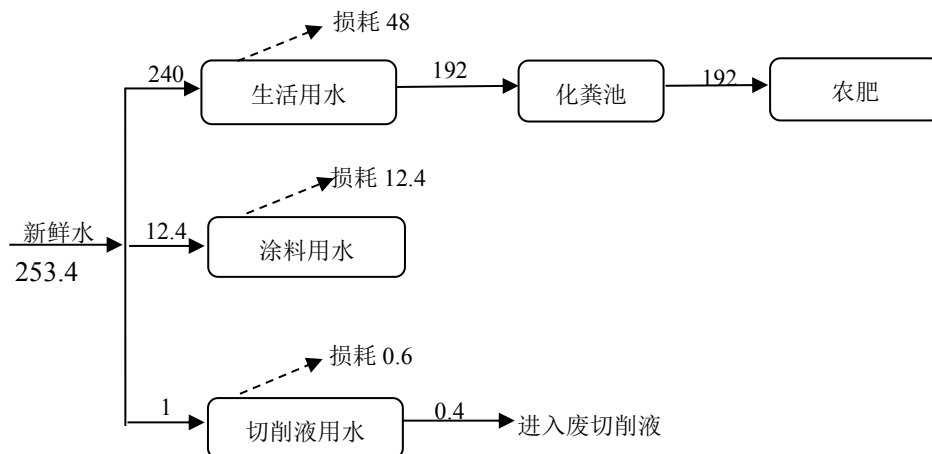 损耗 48
240
生活用水
192
化粪池
192
农肥
损耗 12.4
新鲜水
253.4
12.4
涂料用水
损耗 0.6
1
切削液用水
0.4
进入废切削液